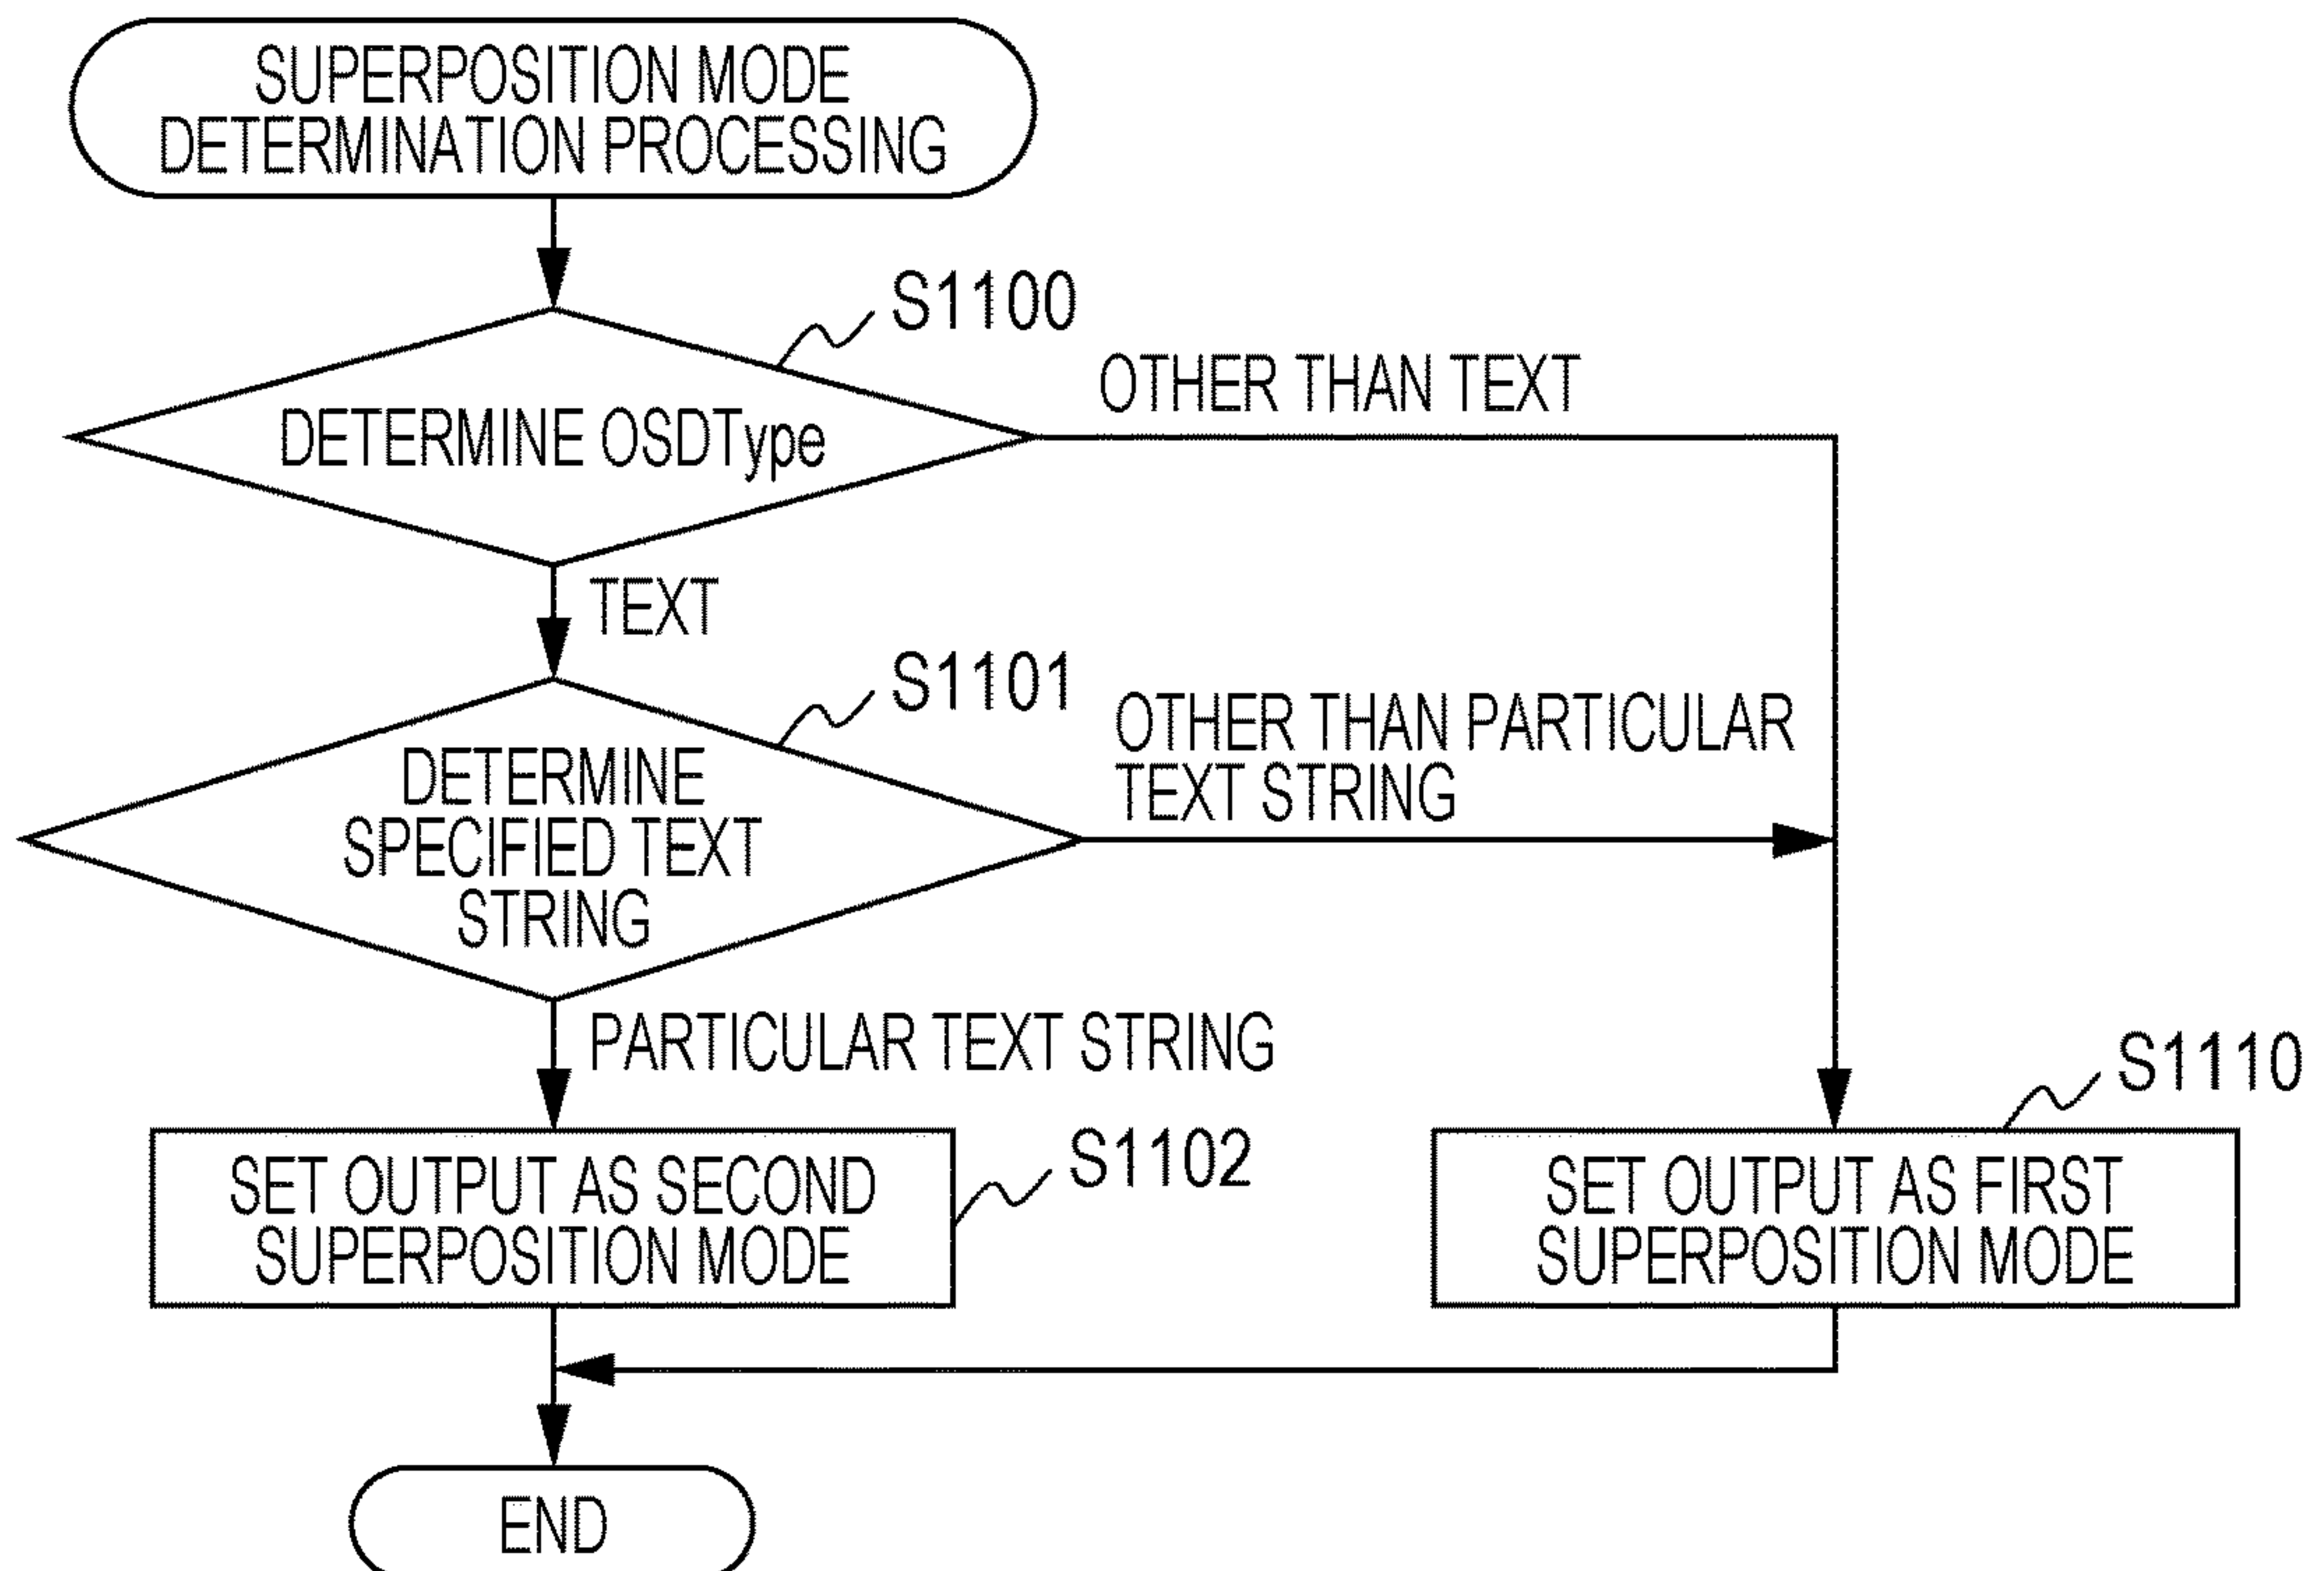 SUPERPOSITION MODE
DETERMINATION PROCESSING
S1100
DETERMINE OSDType
OTHER THAN TEXT
TEXT
S1101
DETERMINE
SPECIFIED TEXT
STRING
OTHER THAN PARTICULAR
TEXT STRING
PARTICULAR TEXT STRING
S1102
SET OUTPUT AS SECOND
SUPERPOSITION MODE
S1110
SET OUTPUT AS FIRST
SUPERPOSITION MODE
END